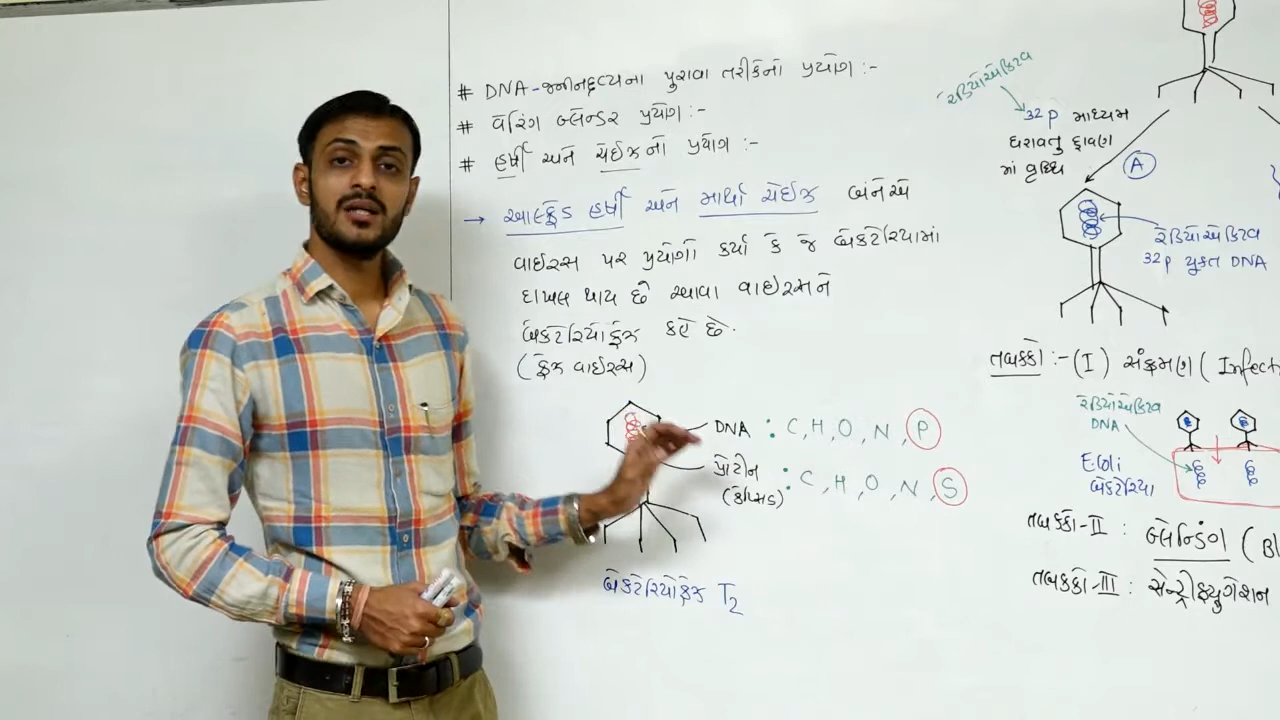 # DNA-જનીનદ્રવ્યના પુરાવા તરીકેનો પ્રયોગ :-
# વૅરિંગ બ્લેન્ડર પ્રયોગ:-
# હર્ષી અને ચેઈઝનો પ્રયોગ :-
→ આલ્ફ્રેડ હર્ષી અને માર્થા ચેઈઝ બંનેએ
વાઈરસ પર પ્રયોગો કર્યા કે જે બેક્ટેરિયામાં
દાખલ થાય છે આવા વાઈરસને
બેક્ટેરિયોફેઝ કહે છે.
(ફેઝ વાઈરસ)
DNA : C, H, O, N, P
પ્રોટીન : C, H, O, N, S
(કેપ્સિડ)
બેક્ટેરિયોફેઝ T2
રેડિયોએક્ટિવ
32P માધ્યમ
ધરાવતુ દ્રાવણ
માં વૃધ્ધિ
A
રેડિયોએક્ટિવ
32P યુક્ત DNA
તબક્કો :- (I) સંક્રમણ ( Infect
રેડિયોએક્ટિવ
DNA
E.coli
બેક્ટેરિયા
તબક્કો-II : બ્લેન્ડિંગ ( Bl
તબક્કો-III : સેન્ટ્રીફ્યુગેશન